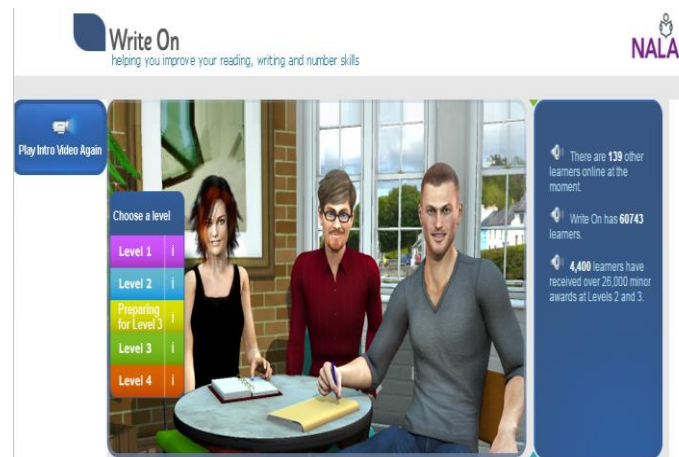 Write On
helping you improve your reading, writing and number skills
NALA
Play Intro Video Again
Choose a level
Level 1 i
Level 2 i
Preparing
for Level 3 i
Level 3 i
Level 4 i
There are 139 other
learners online at the
moment.
Write On has 60743
learners.
4,400 learners have
received over 26,000 minor
awards at Levels 2 and 3.